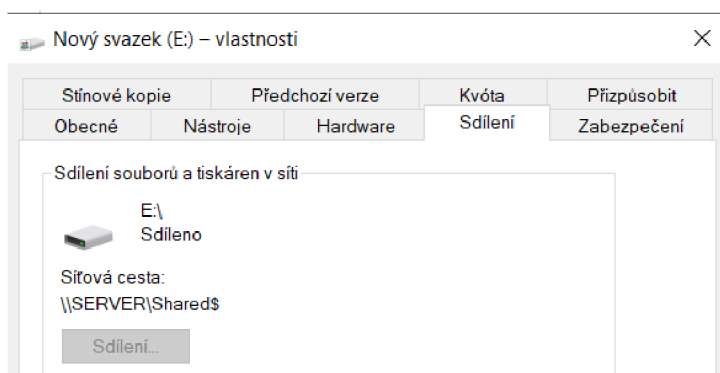 Nový svazek (E:) – vlastnosti
Stínové kopie Předchozí verze Kvóta Přizpůsobit
Obecné Nástroje Hardware Sdílení Zabezpečení
Sdílení souborů a tiskáren v síti
E:\
Sdíleno
Síťová cesta:
\\SERVER\Shared$
Sdílení...